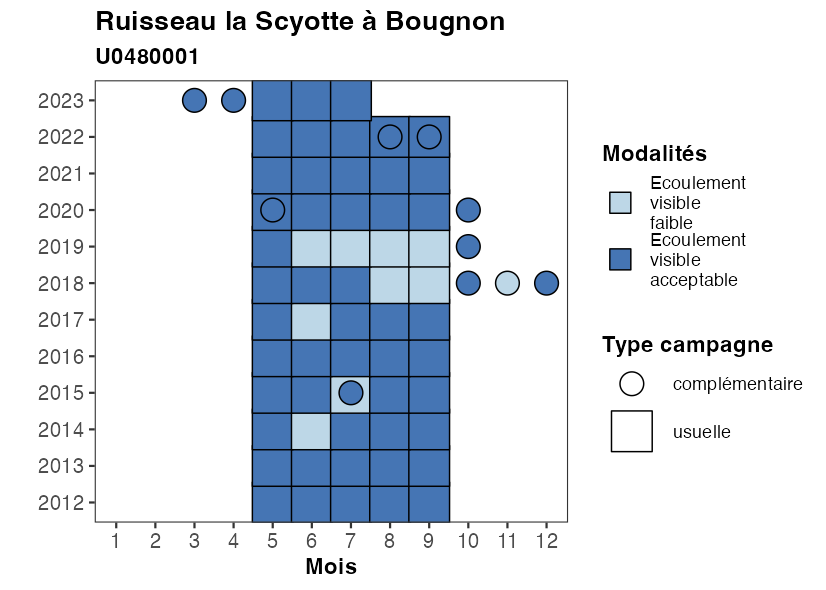 Ruisseau la Scyotte à Bougnon
U0480001
2023
2022
2021
2020
2019
2018
2017
2016
2015
2014
2013
2012
1 2 3 4 5 6 7 8 9 10 11 12
Mois
Modalités
Ecoulement
visible
faible
Ecoulement
visible
acceptable
Type campagne
complémentaire
usuelle